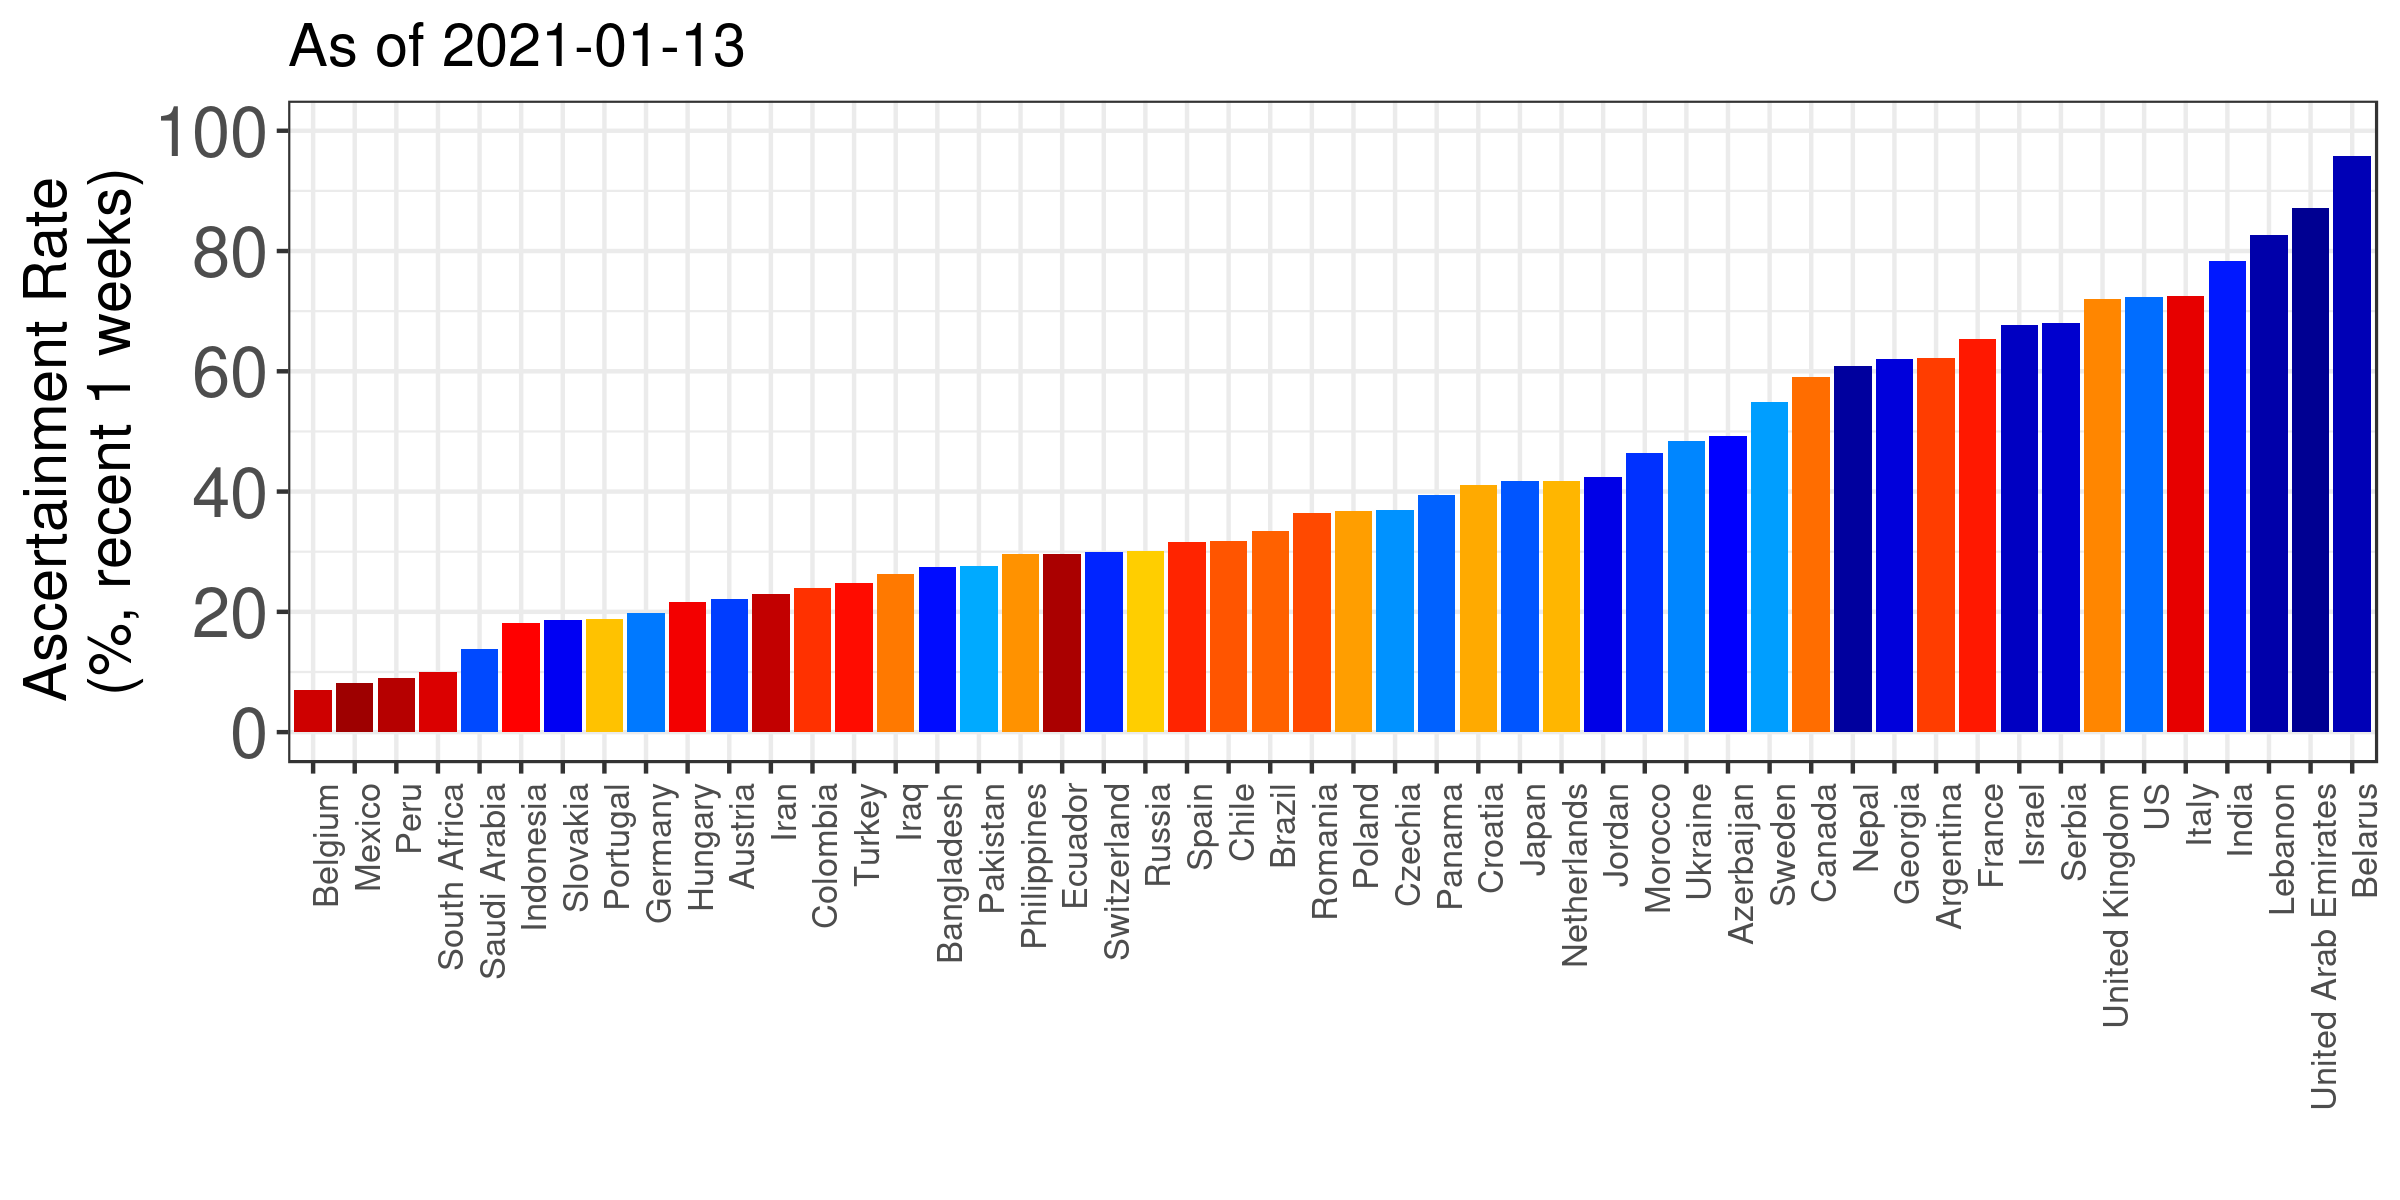 As of 2021-01-13
Ascertainment Rate
(%, recent 1 weeks)
100
80
60
40
20
0
Belgium
Mexico
Peru
South Africa
Saudi Arabia
Indonesia
Slovakia
Portugal
Germany
Hungary
Austria
Iran
Colombia
Turkey
Iraq
Bangladesh
Pakistan
Philippines
Ecuador
Switzerland
Russia
Spain
Chile
Brazil
Romania
Poland
Czechia
Panama
Croatia
Japan
Netherlands
Jordan
Morocco
Ukraine
Azerbaijan
Sweden
Canada
Nepal
Georgia
Argentina
France
Israel
Serbia
United Kingdom
US
Italy
India
Lebanon
United Arab Emirates
Belarus